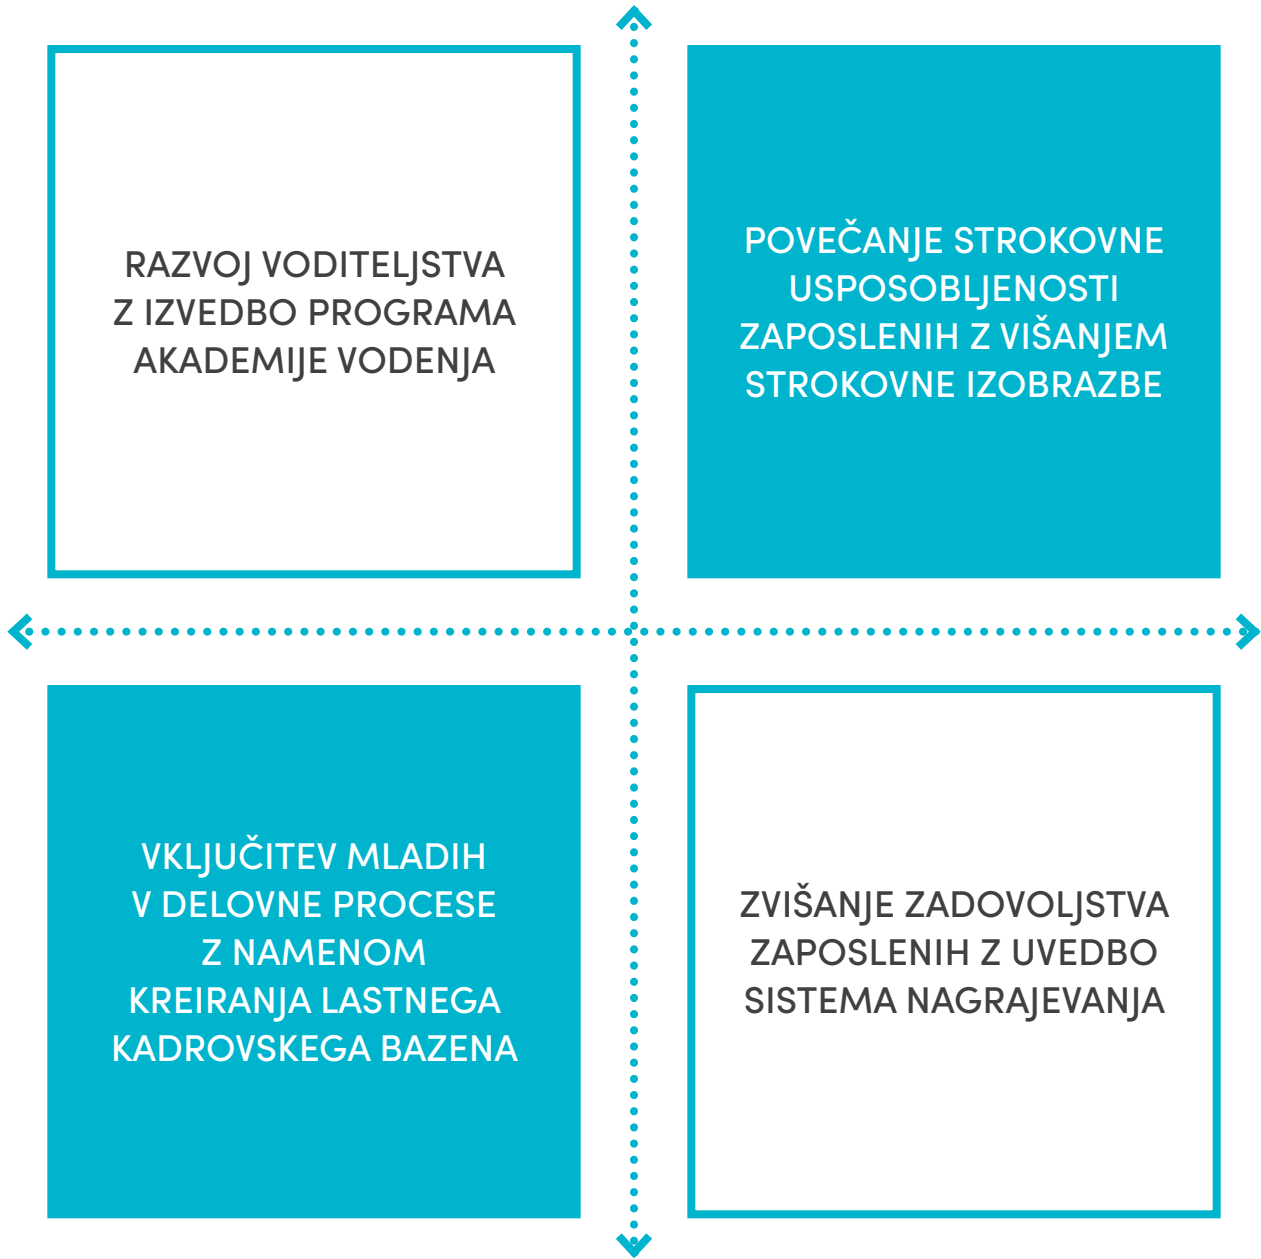 RAZVOJ VODITELJSTVA
Z IZVEDBO PROGRAMA
AKADEMIJE VODENJA
POVEČANJE STROKOVNE
USPOSOBLJENOSTI
ZAPOSLENIH Z VIŠANJEM
STROKOVNE IZOBRAZBE
VKLJUČITEV MLADIH
V DELOVNE PROCESE
Z NAMENOM
KREIRANJA LASTNEGA
KADROVSKEGA BAZENA
ZVIŠANJE ZADOVOLJSTVA
ZAPOSLENIH Z UVEDBO
SISTEMA NAGRAJEVANJA